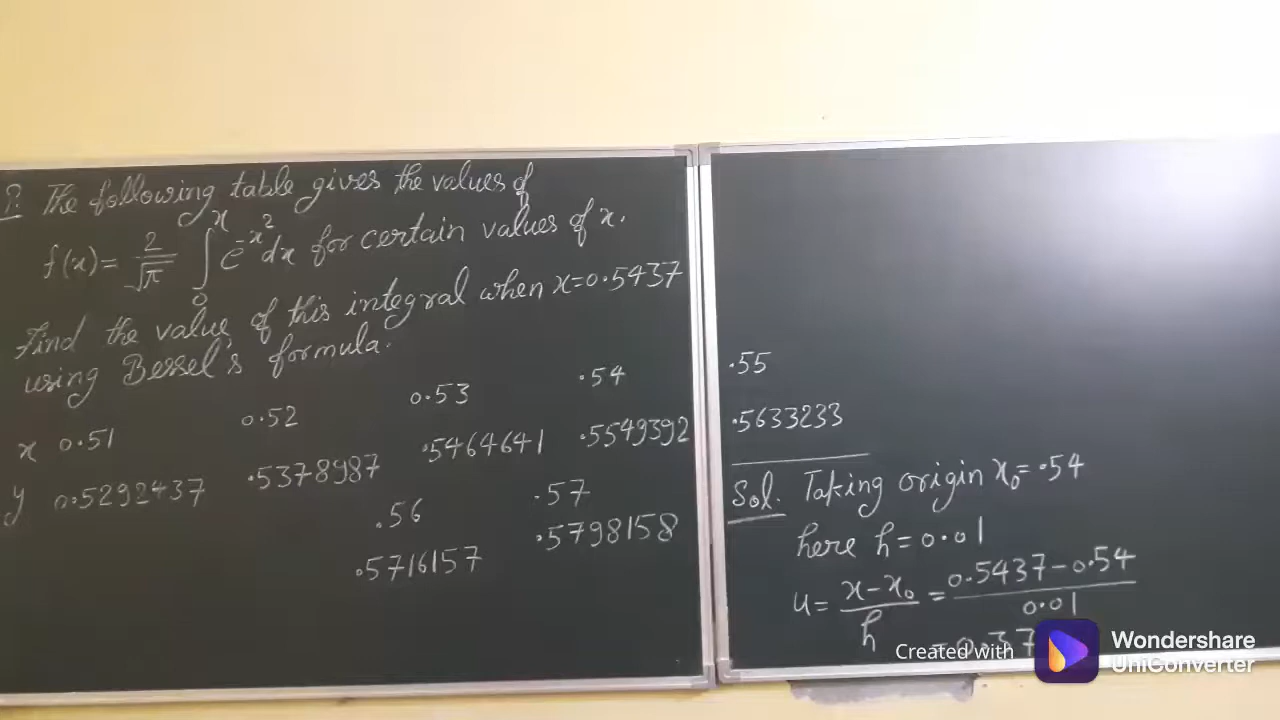 Q. The following table gives the values of
f(x) = 2/√π ∫₀ˣ e^-x² dx for certain values of x.
Find the value of this integral when x=0.5437
using Bessel's formula.
x 0.51 0.52 0.53 .54
y 0.5292437 .5378987 .5464641 .5549392
.56 .57
.5716157 .5798158
.55
.5633233
Sol. Taking origin x₀= .54
here h=0.01
u= x-x₀/h = 0.5437-0.54/0.01
=0.37
Created with Wondershare UniConverter